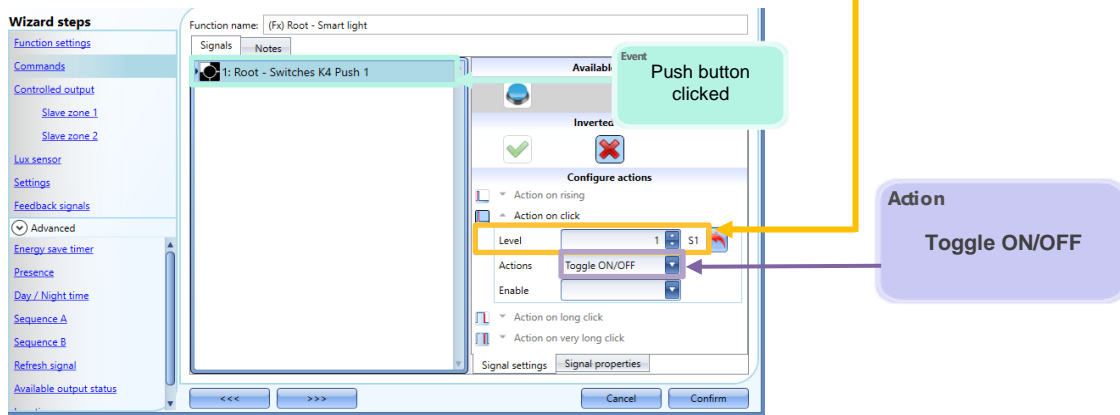 Wizard steps
Function settings
Commands
Controlled output
Slave zone 1
Slave zone 2
Lux sensor
Settings
Feedback signals
Advanced
Energy save timer
Presence
Day / Night time
Sequence A
Sequence B
Refresh signal
Available output status
Function name: (Fx) Root - Smart light
Signals
Notes
1: Root - Switches K4 Push 1
Available
Event
Push button
clicked
Inverted
Configure actions
Action on rising
Action on click
Level 1 S1
Actions Toggle ON/OFF
Enable
Action on long click
Action on very long click
Signal settings
Signal properties
<<<
>>>
Cancel
Confirm
Action
Toggle ON/OFF